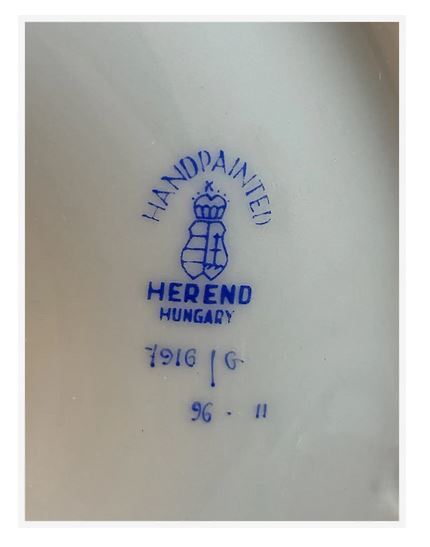 HANDPAINTED
HEREND
HUNGARY
7916/G
96 - 11